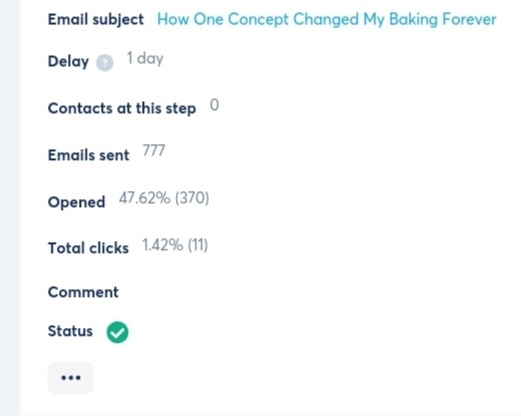 Email subject How One Concept Changed My Baking Forever
Delay ? 1 day
Contacts at this step 0
Emails sent 777
Opened 47.62% (370)
Total clicks 1.42% (11)
Comment
Status